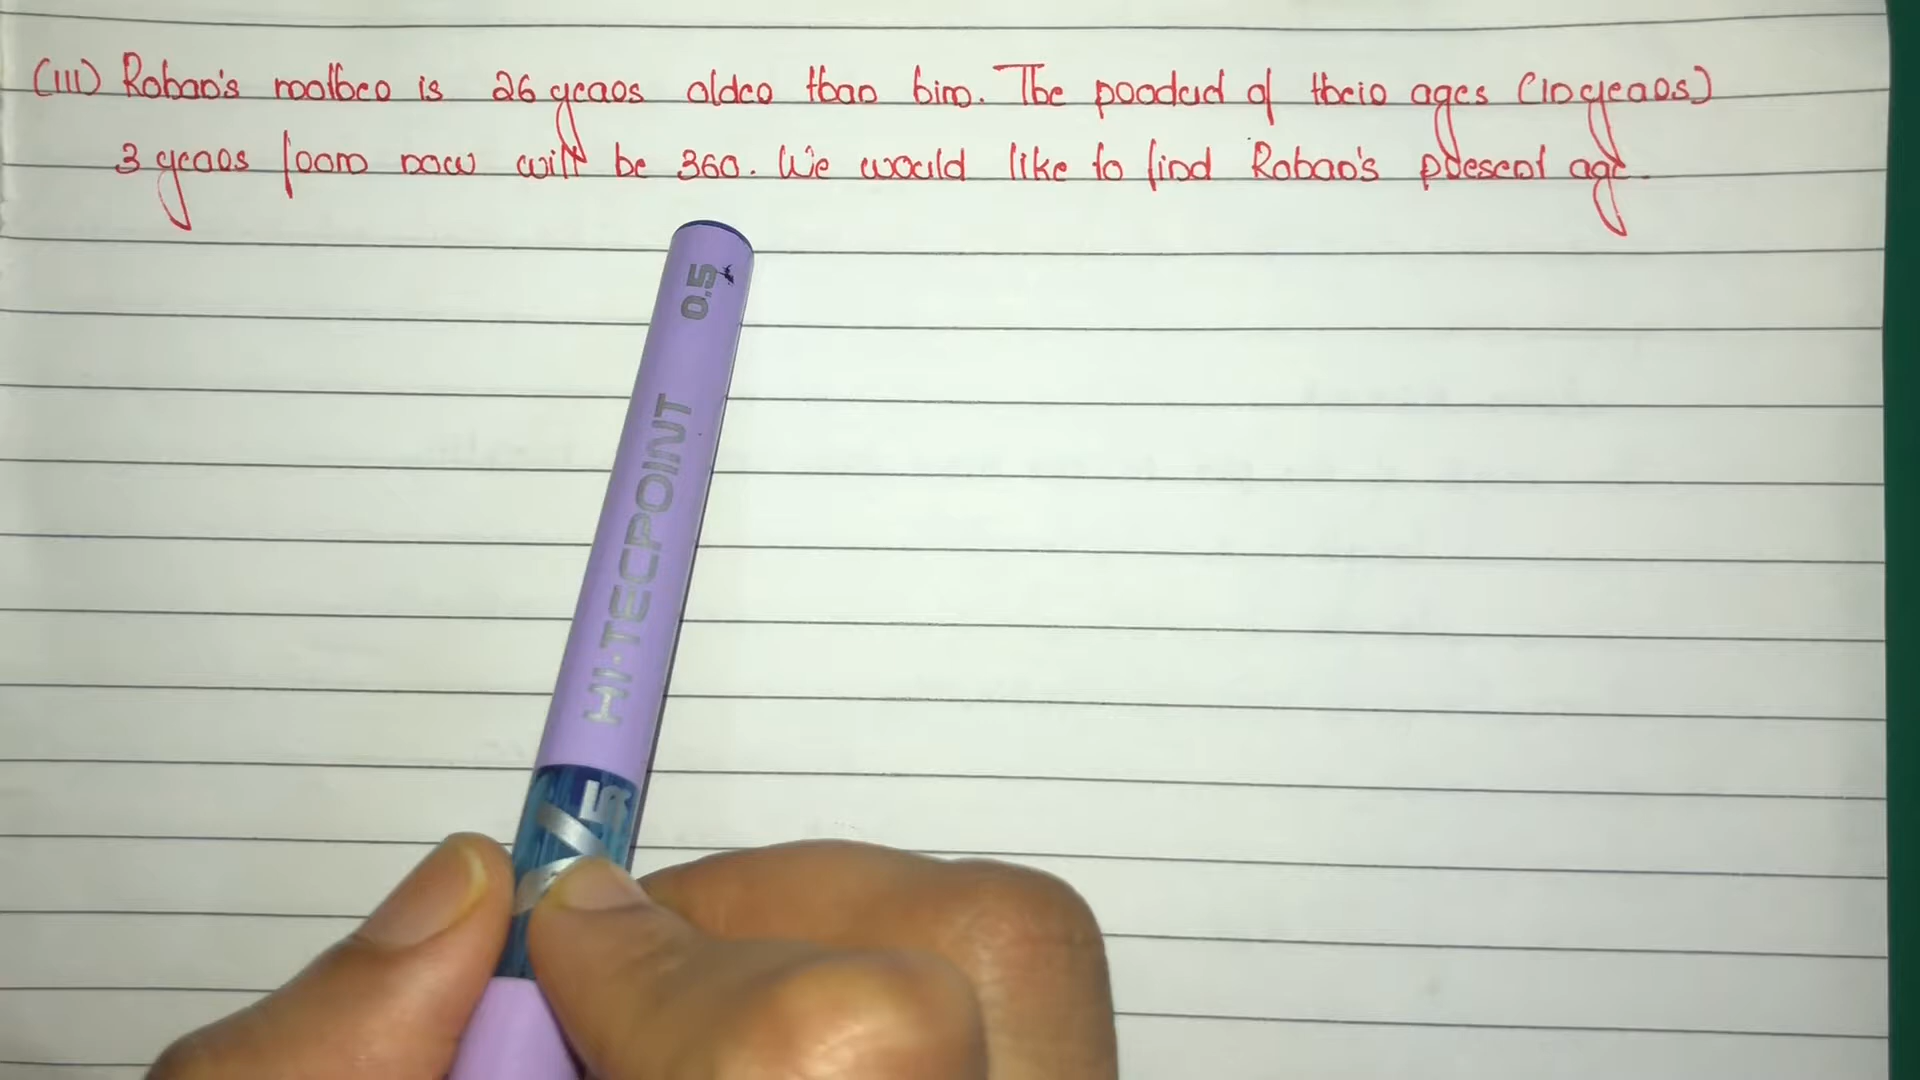 (iii) Rohan's mother is 26 years older than him. The product of their ages (in years)
3 years from now will be 360. We would like to find Rohan's present age.
0.5
HI-TECPOINT
V5